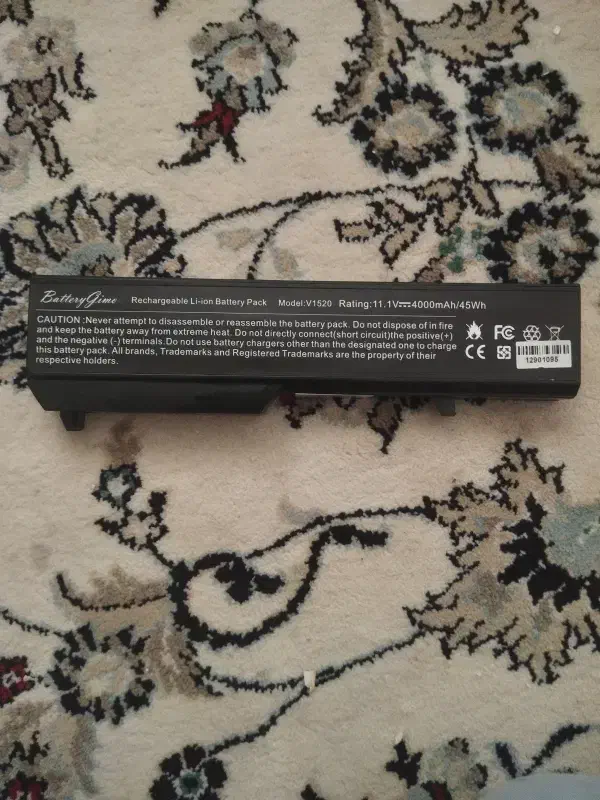 BatteryGimo Rechargeable Li-ion Battery Pack Model:V1520 Rating:11.1V⎓4000mAh/45Wh
CAUTION :Never attempt to disassemble or reassemble the battery pack. Do not dispose of in fire
and keep the battery away from extreme heat. Do not directly connect(short circuit)the positive(+)
and the negative (-) terminals.Do not use battery chargers other than the designated one to charge
this battery pack. All brands, Trademarks and Registered Trademarks are the property of their
respective holders.
FC
CE
12901095